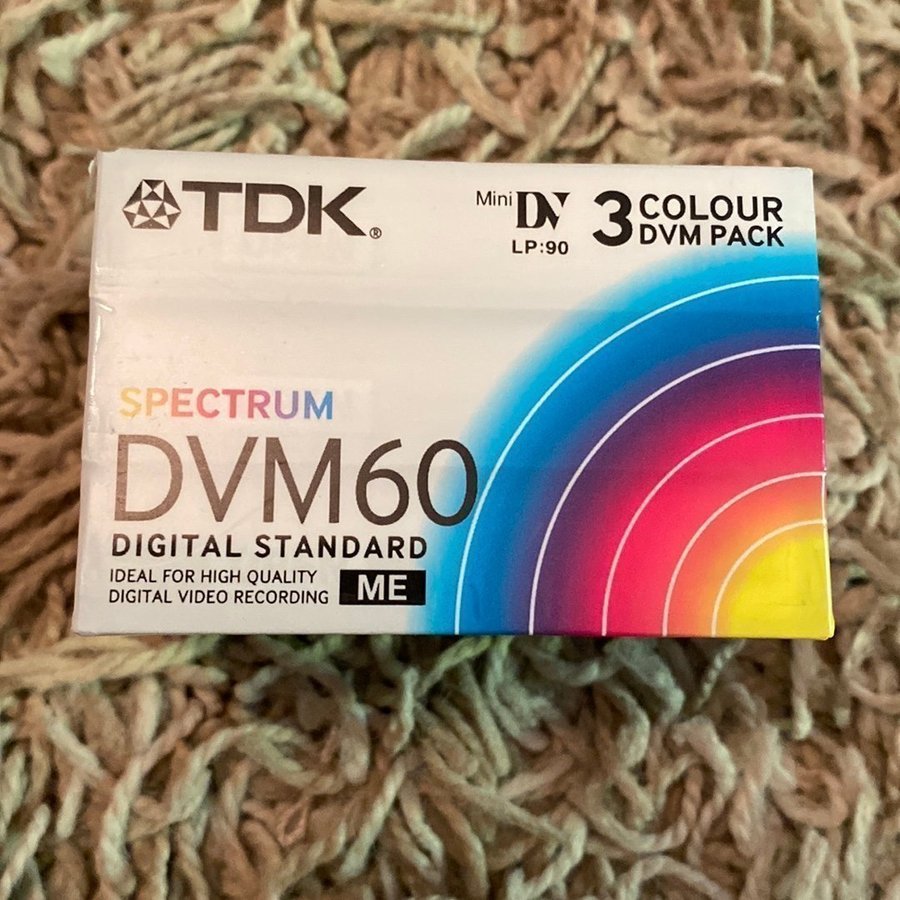 TDK®
Mini DV
LP:90
3 COLOUR
DVM PACK
SPECTRUM
DVM60
DIGITAL STANDARD
IDEAL FOR HIGH QUALITY
DIGITAL VIDEO RECORDING
ME